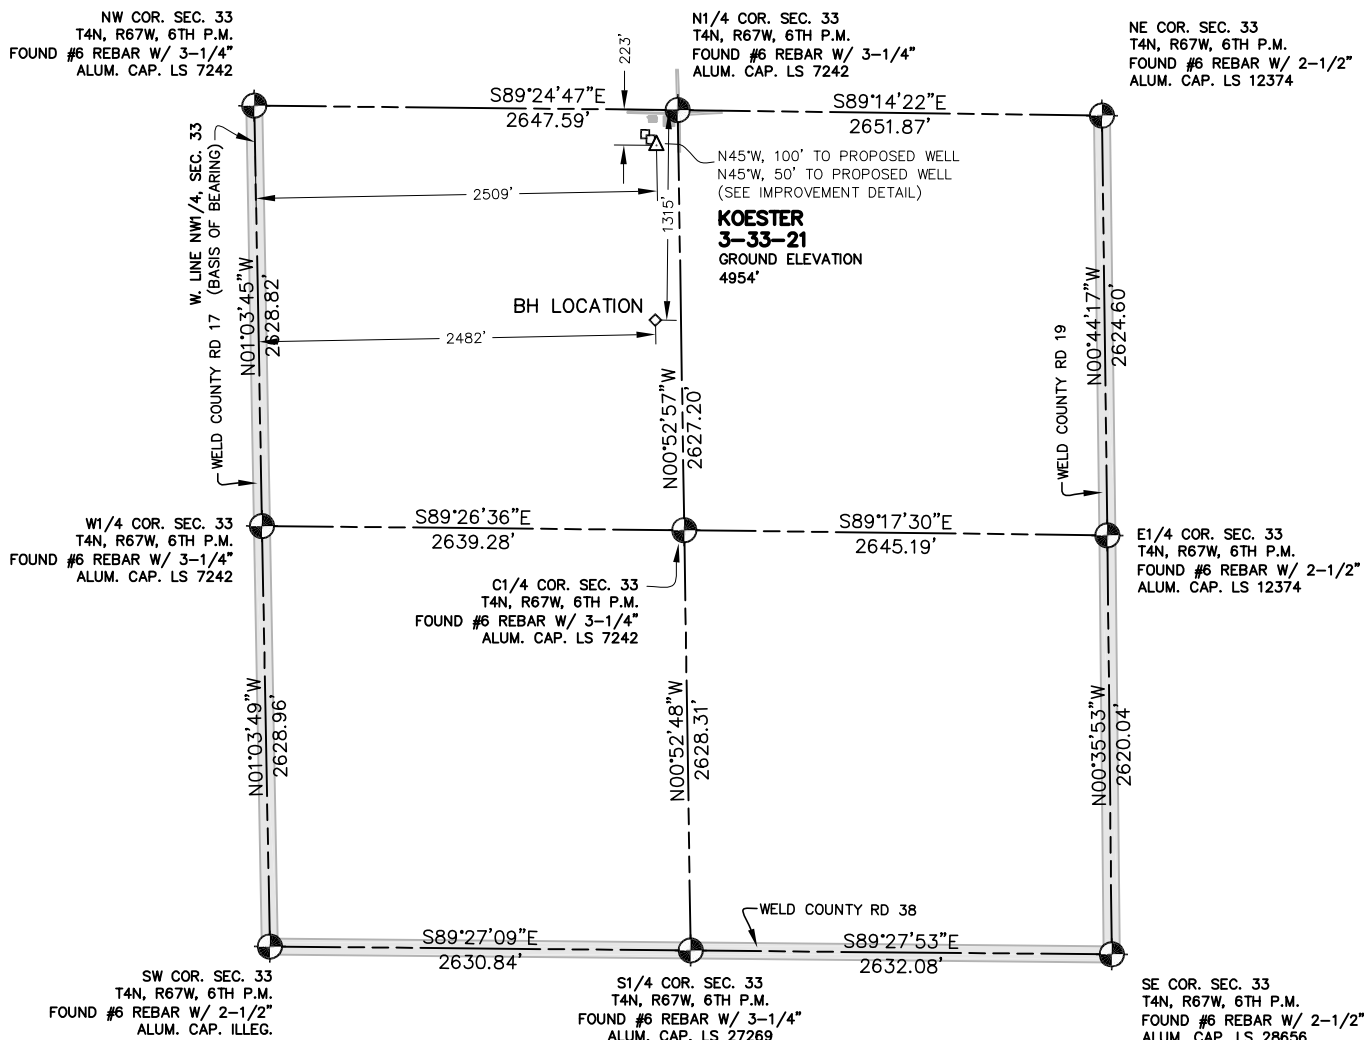 NW COR. SEC. 33
T4N, R67W, 6TH P.M.
FOUND #6 REBAR W/ 3-1/4"
ALUM. CAP. LS 7242
N1/4 COR. SEC. 33
T4N, R67W, 6TH P.M.
FOUND #6 REBAR W/ 3-1/4"
ALUM. CAP. LS 7242
NE COR. SEC. 33
T4N, R67W, 6TH P.M.
FOUND #6 REBAR W/ 2-1/2"
ALUM. CAP. LS 12374
223'
S89°24'47"E
2647.59'
S89°14'22"E
2651.87'
W. LINE NW1/4, SEC. 33
(BASIS OF BEARING)
N45°W, 100' TO PROPOSED WELL
N45°W, 50' TO PROPOSED WELL
(SEE IMPROVEMENT DETAIL)
2509'
1315'
KOESTER
3-33-21
GROUND ELEVATION
4954'
BH LOCATION
2482'
N01°03'45"W
2628.82'
WELD COUNTY RD 17
N00°52'57"W
2627.20'
WELD COUNTY RD 19
N00°44'17"W
2624.60'
W1/4 COR. SEC. 33
T4N, R67W, 6TH P.M.
FOUND #6 REBAR W/ 3-1/4"
ALUM. CAP. LS 7242
S89°26'36"E
2639.28'
S89°17'30"E
2645.19'
E1/4 COR. SEC. 33
T4N, R67W, 6TH P.M.
FOUND #6 REBAR W/ 2-1/2"
ALUM. CAP. LS 12374
C1/4 COR. SEC. 33
T4N, R67W, 6TH P.M.
FOUND #6 REBAR W/ 3-1/4"
ALUM. CAP. LS 7242
N01°03'49"W
2628.96'
N00°52'48"W
2628.31'
N00°35'53"W
2620.04'
WELD COUNTY RD 38
S89°27'09"E
2630.84'
S89°27'53"E
2632.08'
SW COR. SEC. 33
T4N, R67W, 6TH P.M.
FOUND #6 REBAR W/ 2-1/2"
ALUM. CAP. ILLEG.
S1/4 COR. SEC. 33
T4N, R67W, 6TH P.M.
FOUND #6 REBAR W/ 3-1/4"
ALUM. CAP. LS 27269
SE COR. SEC. 33
T4N, R67W, 6TH P.M.
FOUND #6 REBAR W/ 2-1/2"
ALUM. CAP. LS 28656